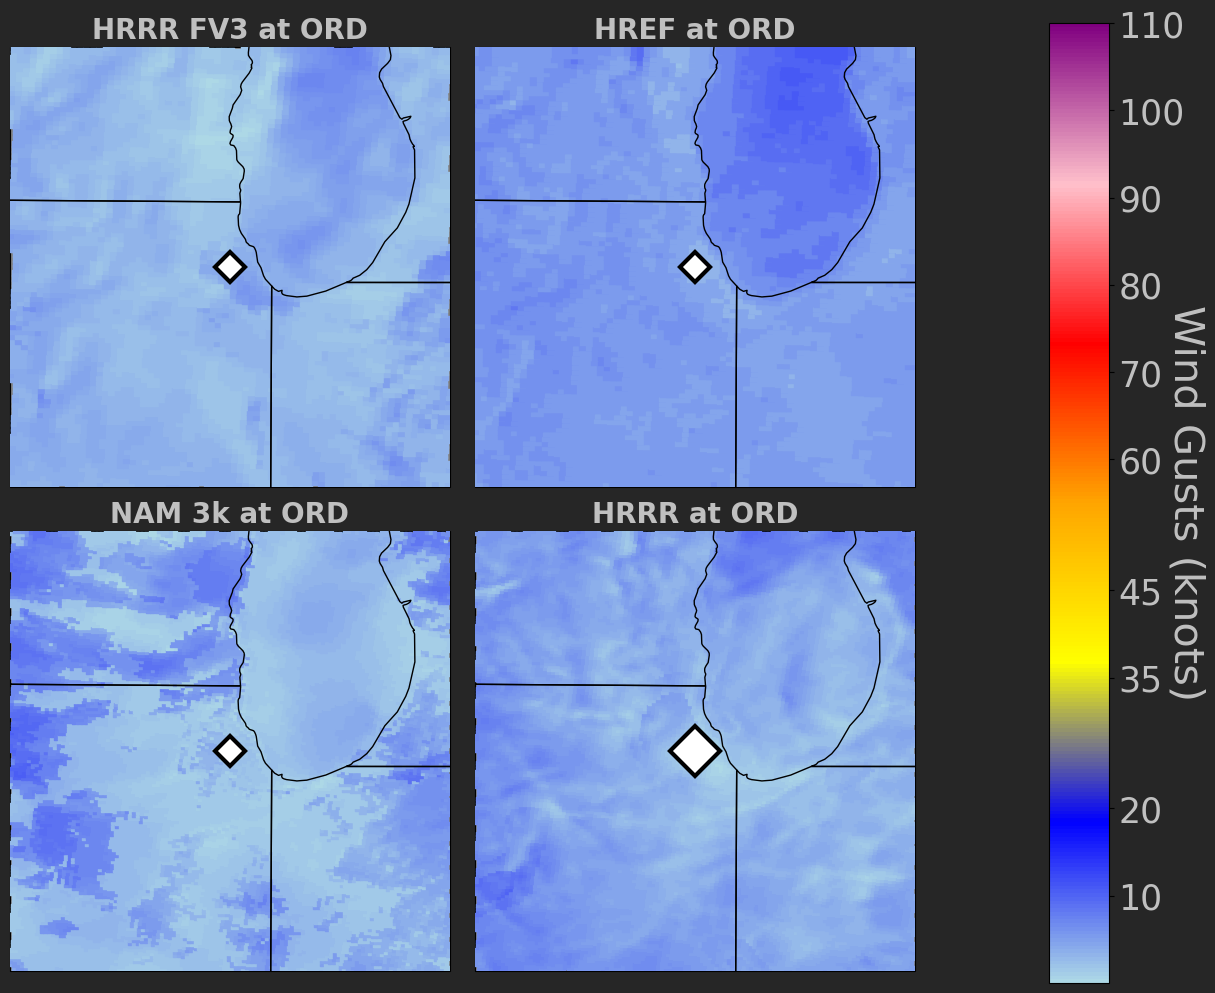 HRRR FV3 at ORD
HREF at ORD
NAM 3k at ORD
HRRR at ORD
110
100
90
80
70
60
45
35
20
10
Wind Gusts (knots)